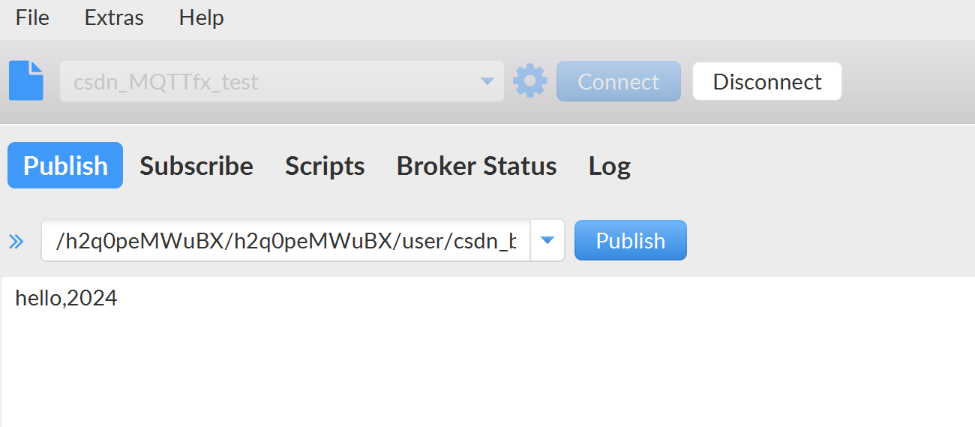 File Extras Help
csdn_MQTTfx_test Connect Disconnect
Publish Subscribe Scripts Broker Status Log
/h2q0peMWuBX/h2q0peMWuBX/user/csdn_ Publish
hello,2024